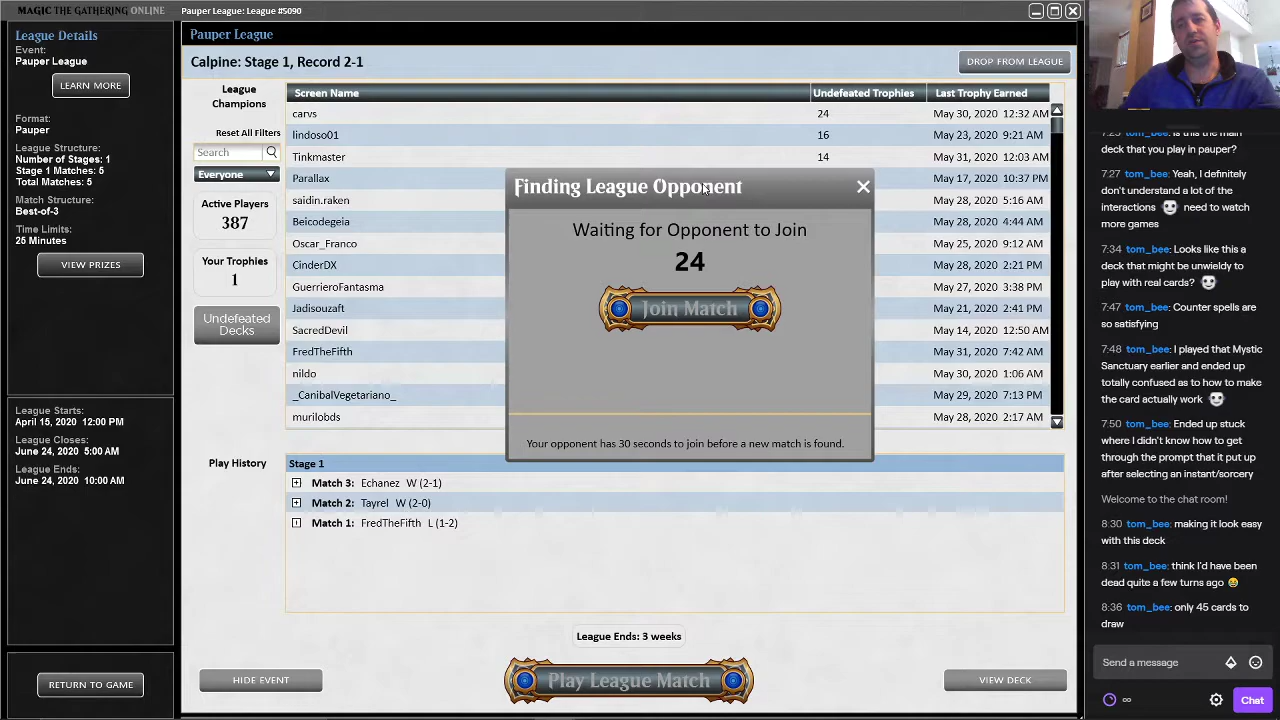 MAGIC THE GATHERING ONLINE
Pauper League: League #5090
League Details
Event:
Pauper League
LEARN MORE
Format:
Pauper
League Structure:
Number of Stages: 1
Stage 1 Matches: 5
Total Matches: 5
Match Structure:
Best-of-3
Time Limits:
25 Minutes
VIEW PRIZES
League Starts:
April 15, 2020 12:00 PM
League Closes:
June 24, 2020 5:00 AM
League Ends:
June 24, 2020 10:00 AM
RETURN TO GAME
Pauper League
Calpine: Stage 1, Record 2-1
DROP FROM LEAGUE
League
Champions
Reset All Filters
Search
Everyone
Active Players
387
Your Trophies
1
Undefeated
Decks
Screen Name Undefeated Trophies Last Trophy Earned
carvs 24 May 30, 2020 12:32 AM
lindoso01 16 May 23, 2020 9:21 AM
Tinkmaster 14 May 31, 2020 12:03 AM
Parallax May 17, 2020 10:37 PM
saidin.raken May 28, 2020 5:16 AM
Beicodegeia May 28, 2020 4:44 AM
Oscar_Franco May 25, 2020 9:12 AM
CinderDX May 28, 2020 2:21 PM
GuerrieroFantasma May 27, 2020 3:38 PM
Jadisouzaft May 21, 2020 2:41 PM
SacredDevil May 14, 2020 12:50 AM
FredTheFifth May 31, 2020 7:42 AM
nildo May 30, 2020 1:06 AM
_CanibalVegetariano_ May 29, 2020 7:13 PM
murilobds May 28, 2020 2:17 AM
Finding League Opponent
Waiting for Opponent to Join
24
Join Match
Your opponent has 30 seconds to join before a new match is found.
Play History
Stage 1
Match 3: Echanez W (2-1)
Match 2: Tayrel W (2-0)
Match 1: FredTheFifth L (1-2)
League Ends: 3 weeks
HIDE EVENT
Play League Match
VIEW DECK
7:25 tom_bee: Is this the main
deck that you play in pauper?
7:27 tom_bee: Yeah, I definitely
don't understand a lot of the
interactions need to watch
more games
7:34 tom_bee: Looks like this a
deck that might be unwieldy to
play with real cards?
7:47 tom_bee: Counter spells are
so satisfying
7:48 tom_bee: I played that Mystic
Sanctuary earlier and ended up
totally confused as to how to make
the card actually work
7:50 tom_bee: Ended up stuck
where I didn't know how to get
through the prompt that it put up
after selecting an instant/sorcery
Welcome to the chat room!
8:30 tom_bee: making it look easy
with this deck
8:31 tom_bee: think I'd have been
dead quite a few turns ago
8:36 tom_bee: only 45 cards to
draw
Send a message
∞
Chat